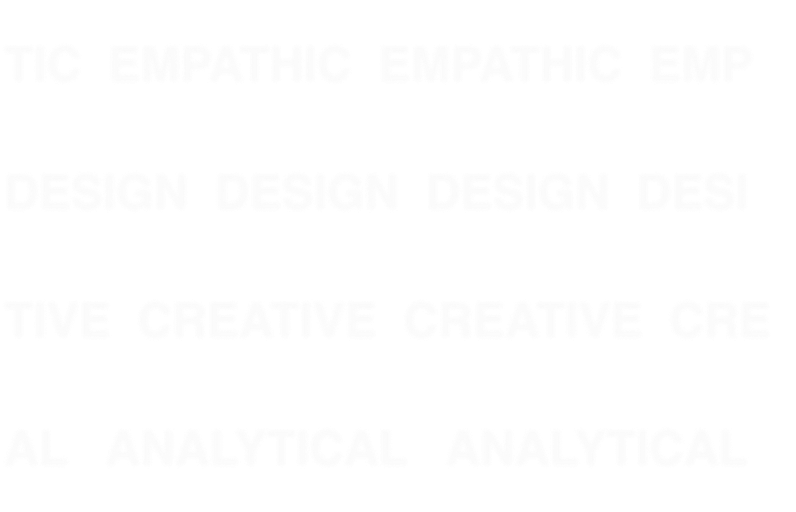 TIC EMPATHIC EMPATHIC EMP
DESIGN DESIGN DESIGN DESI
TIVE CREATIVE CREATIVE CRE
AL ANALYTICAL ANALYTICAL